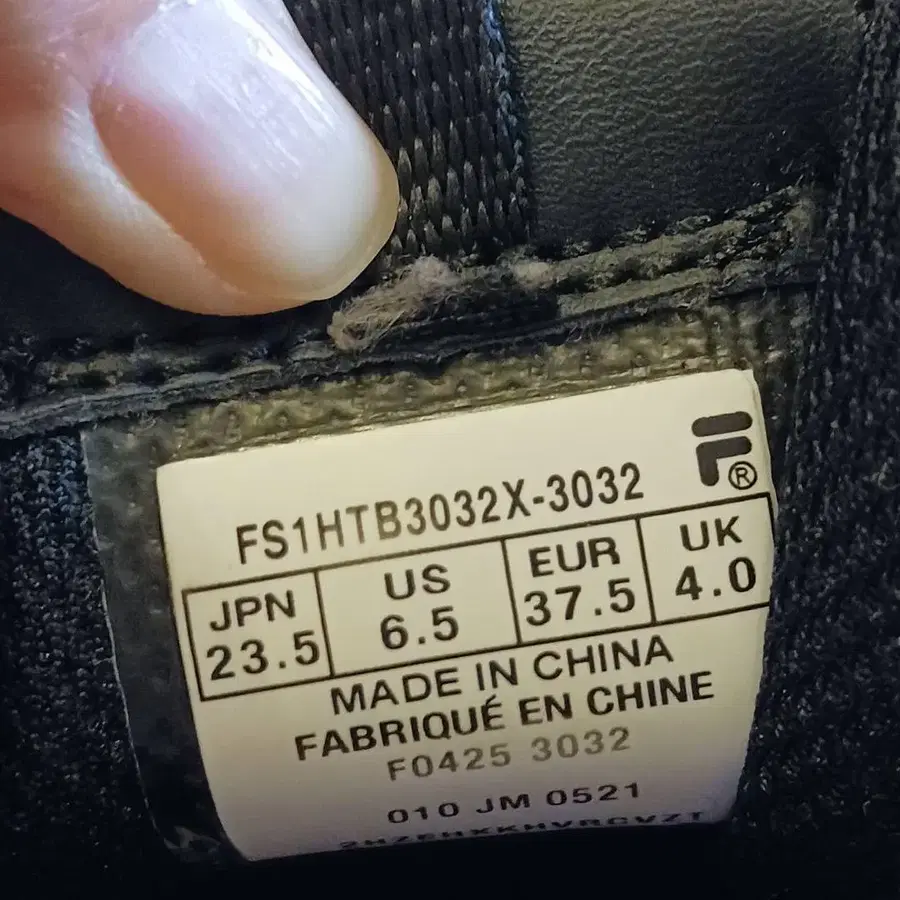 F®
FS1HTB3032X-3032
JPN US EUR UK
23.5 6.5 37.5 4.0
MADE IN CHINA
FABRIQUÉ EN CHINE
F0425 3032
010 JM 0521